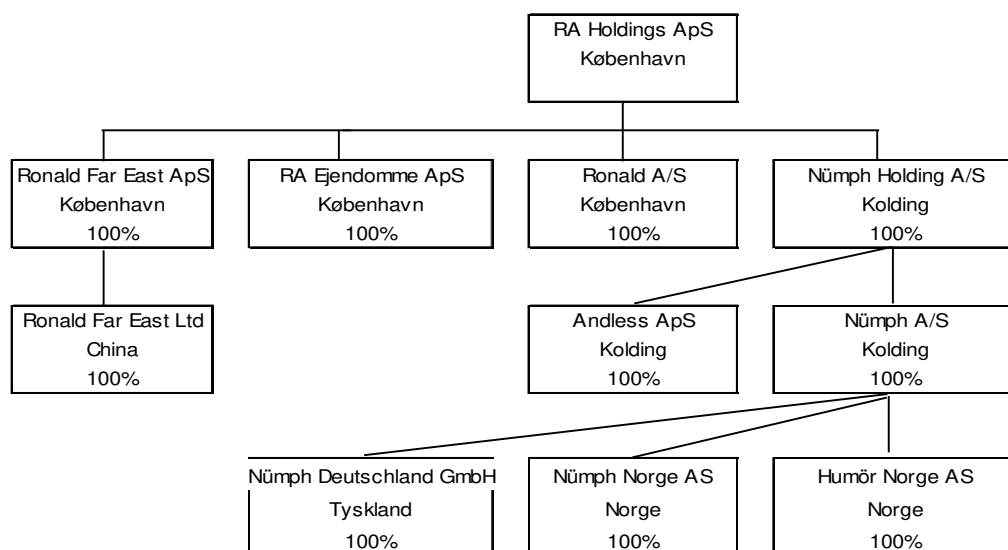 RA Holdings ApS
København
Ronald Far East ApS
København
100%
RA Ejendomme ApS
København
100%
Ronald A/S
København
100%
Nümph Holding A/S
Kolding
100%
Ronald Far East Ltd
China
100%
Andless ApS
Kolding
100%
Nümph A/S
Kolding
100%
Nümph Deutschland GmbH
Tyskland
100%
Nümph Norge AS
Norge
100%
Humör Norge AS
Norge
100%